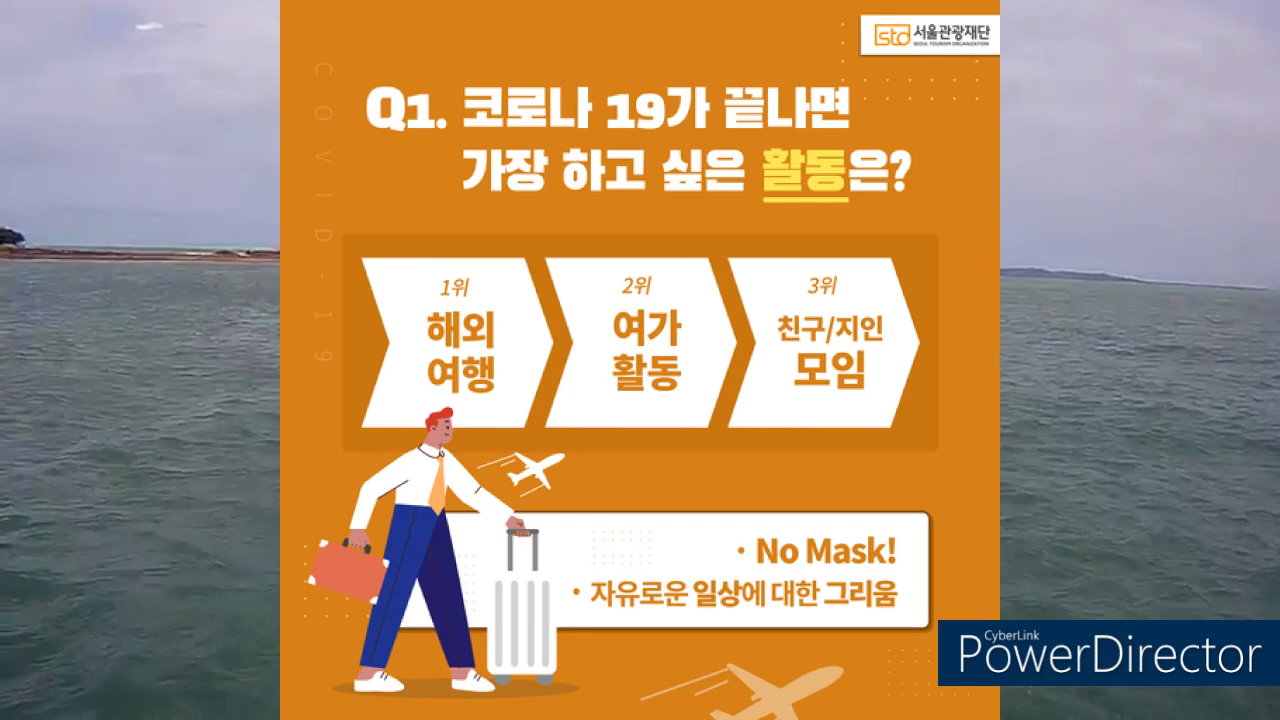 std 서울관광재단
SEOUL TOURISM ORGANIZATION
COVID-19
Q1. 코로나 19가 끝나면
가장 하고 싶은 활동은?
1위
해외
여행
2위
여가
활동
3위
친구/지인
모임
· No Mask!
· 자유로운 일상에 대한 그리움
CyberLink
PowerDirector